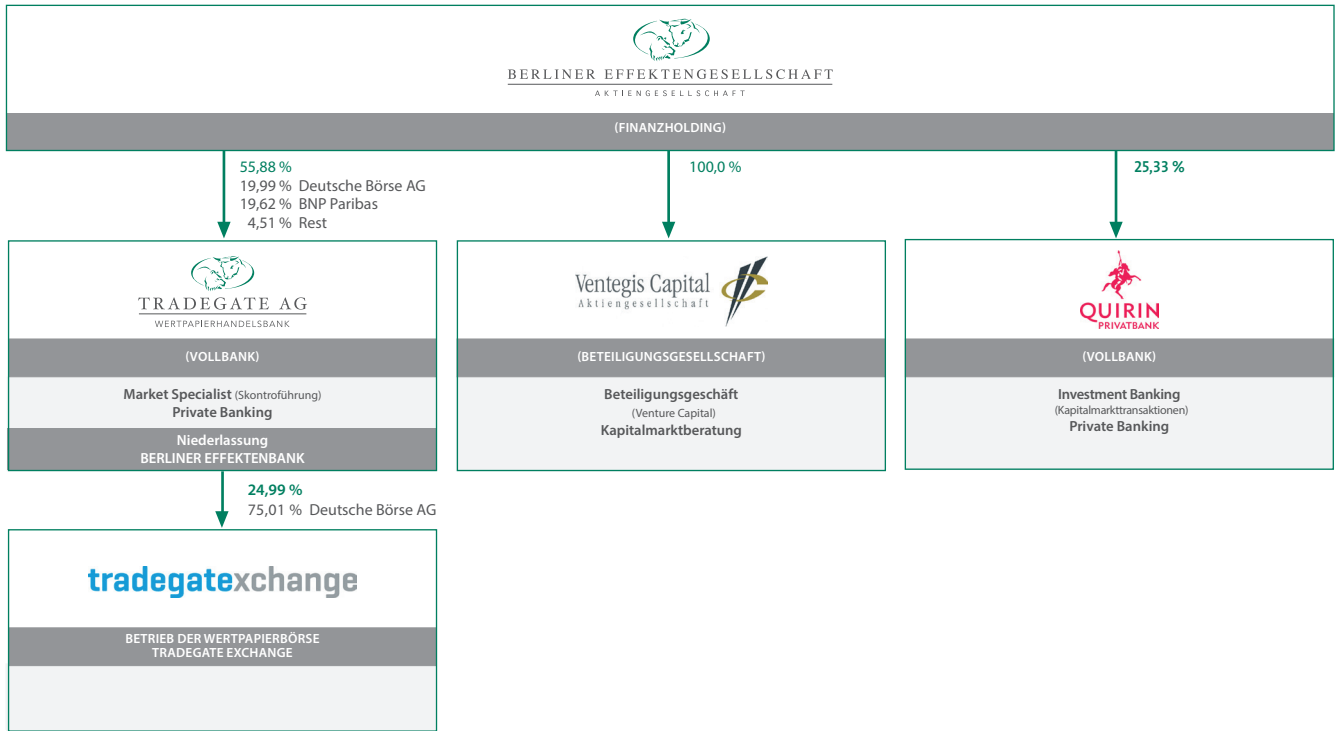 BERLINER EFFEKTENGESELLSCHAFT
AKTIENGESELLSCHAFT
(FINANZHOLDING)
55,88 %
19,99 % Deutsche Börse AG
19,62 % BNP Paribas
4,51 % Rest
100,0 %
25,33 %
TRADEGATE AG
WERTPAPIERHANDELSBANK
(VOLLBANK)
Market Specialist (Skontroführung)
Private Banking
Niederlassung
BERLINER EFFEKTENBANK
Ventegis Capital
Aktiengesellschaft
(BETEILIGUNGSGESELLSCHAFT)
Beteiligungsgeschäft
(Venture Capital)
Kapitalmarktberatung
QUIRIN
PRIVATBANK
(VOLLBANK)
Investment Banking
(Kapitalmarkttransaktionen)
Private Banking
24,99 %
75,01 % Deutsche Börse AG
tradegatexchange
BETRIEB DER WERTPAPIERBÖRSE
TRADEGATE EXCHANGE